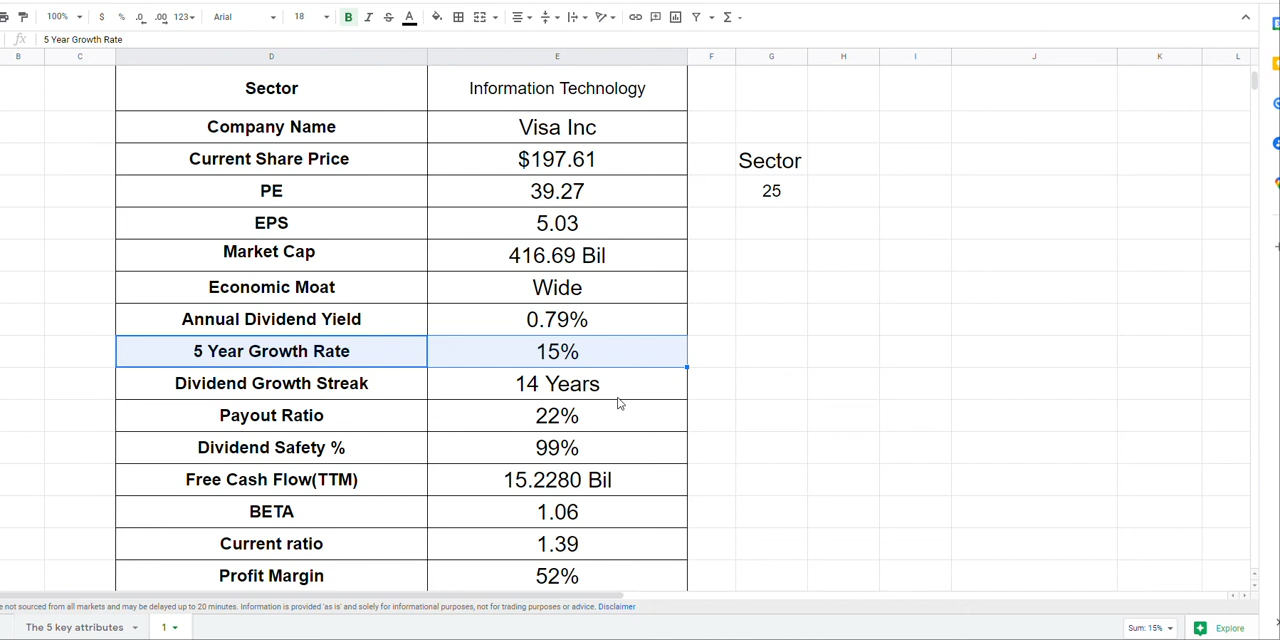 100% $ % .0 .00 123 Arial 18 B I S A Σ
fx 5 Year Growth Rate
B C D E F G H I J K L
Sector Information Technology
Company Name Visa Inc
Current Share Price $197.61 Sector
PE 39.27 25
EPS 5.03
Market Cap 416.69 Bil
Economic Moat Wide
Annual Dividend Yield 0.79%
5 Year Growth Rate 15%
Dividend Growth Streak 14 Years
Payout Ratio 22%
Dividend Safety % 99%
Free Cash Flow(TTM) 15.2280 Bil
BETA 1.06
Current ratio 1.39
Profit Margin 52%
not sourced from all markets and may be delayed up to 20 minutes. Information is provided 'as is' and solely for informational purposes, not for trading purposes or advice. Disclaimer
The 5 key attributes 1 Sum: 15% Explore